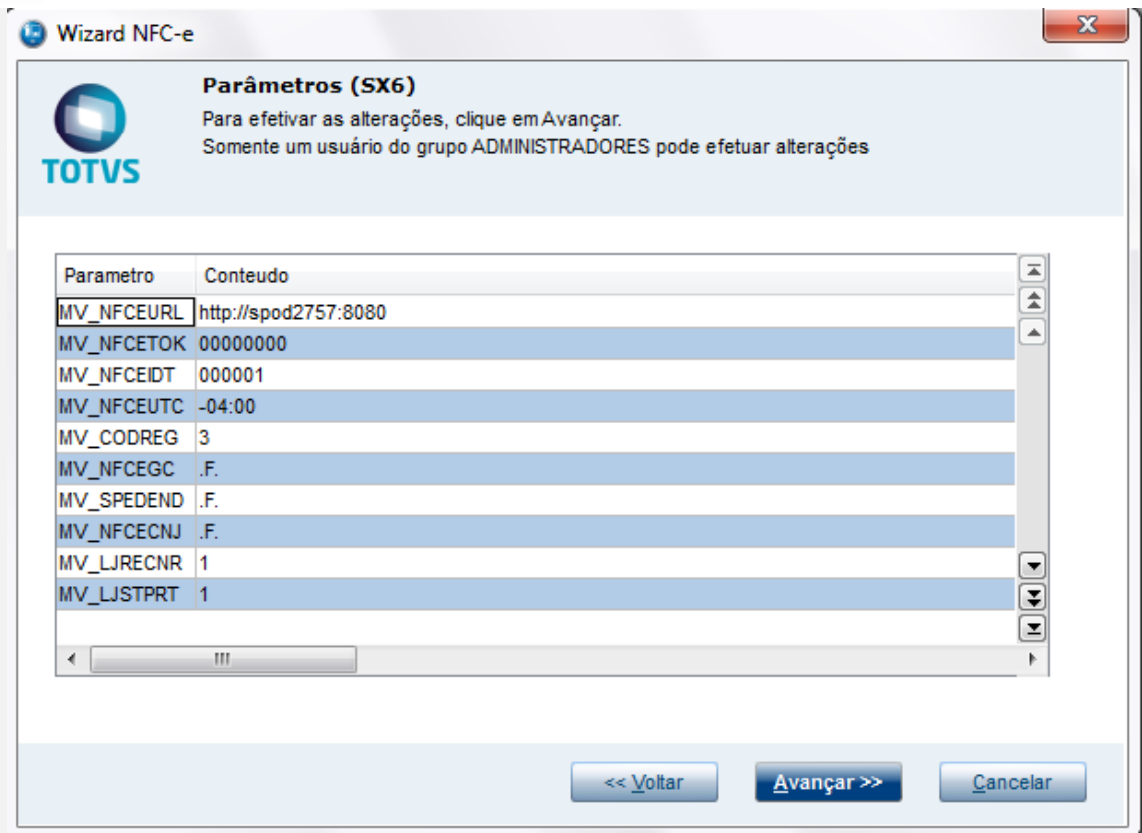 Wizard NFC-e
Parâmetros (SX6)
Para efetivar as alterações, clique em Avançar.
Somente um usuário do grupo ADMINISTRADORES pode efetuar alterações
TOTVS
Parametro Conteudo
MV_NFCEURL http://spod2757:8080
MV_NFCETOK 00000000
MV_NFCEIDT 000001
MV_NFCEUTC -04:00
MV_CODREG 3
MV_NFCEGC .F.
MV_SPEDEND .F.
MV_NFCECNJ .F.
MV_LJRECNR 1
MV_LJSTPRT 1
<< Voltar Avançar >> Cancelar